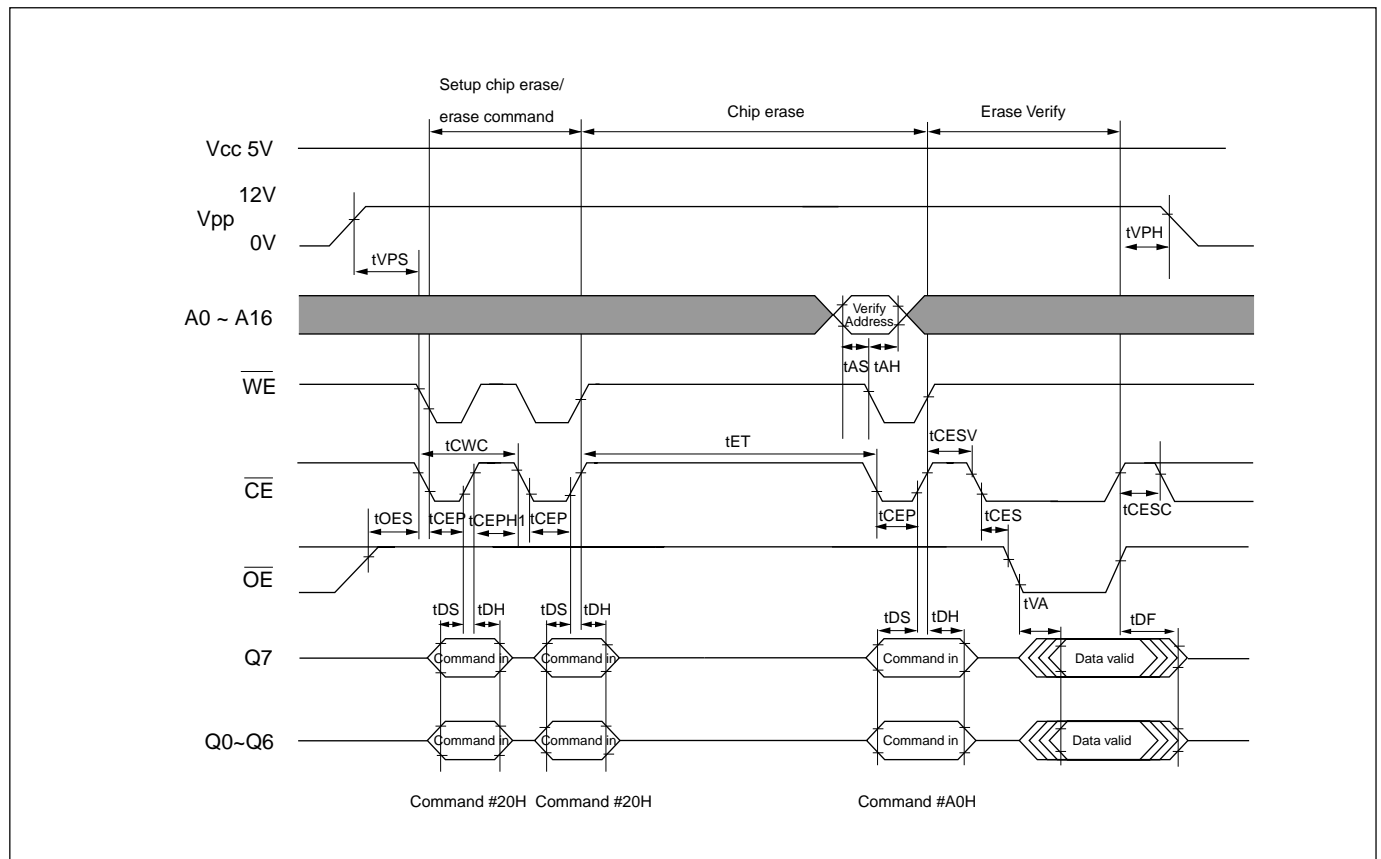 Setup chip erase/
erase command
Chip erase
Erase Verify
Vcc 5V
12V
Vpp
0V
tVPS
tVPH
A0 ~ A16
Verify
Address
tAS
tAH
WE
tCWC
tET
tCESV
CE
tOES
tCEP
tCEPH1
tCEP
tCEP
tCES
tCESC
OE
tVA
tDS
tDH
tDS
tDH
tDS
tDH
tDF
Q7
Command in
Command in
Command in
Data valid
Q0~Q6
Command in
Command in
Command in
Data valid
Command #20H
Command #20H
Command #A0H